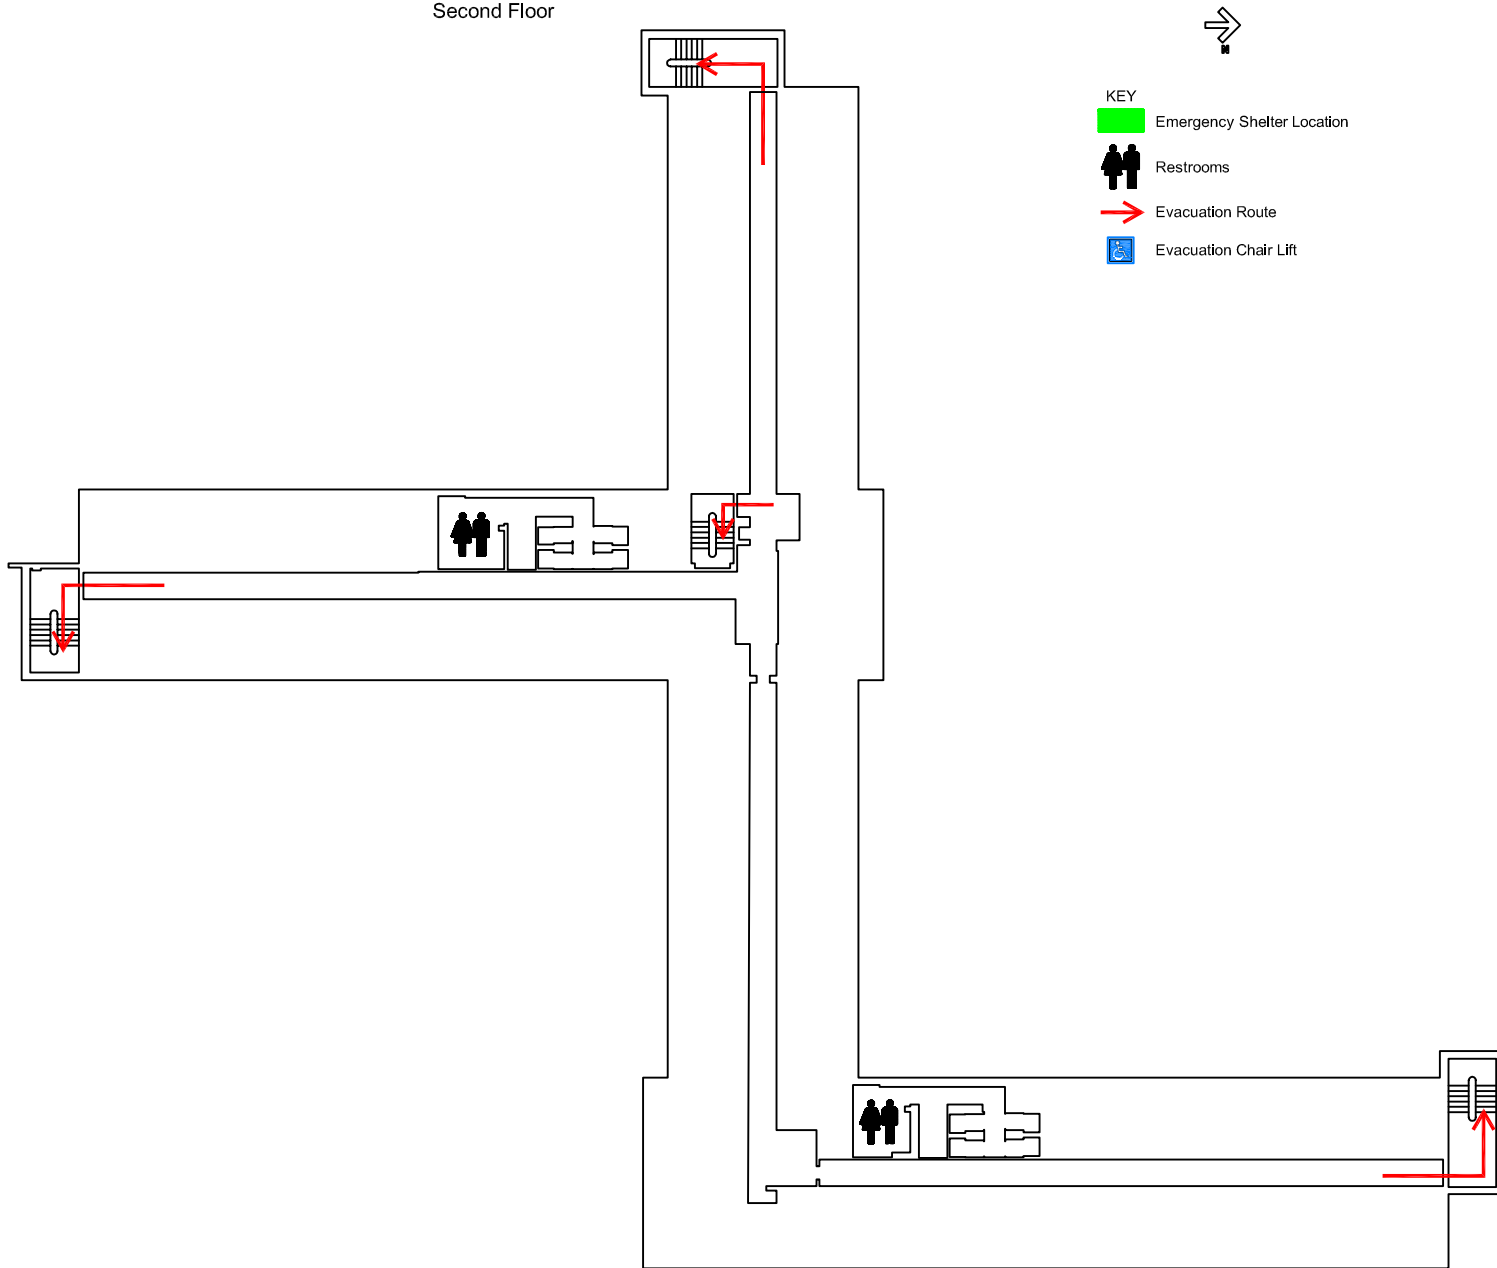 Second Floor
N
KEY
Emergency Shelter Location
Restrooms
Evacuation Route
Evacuation Chair Lift